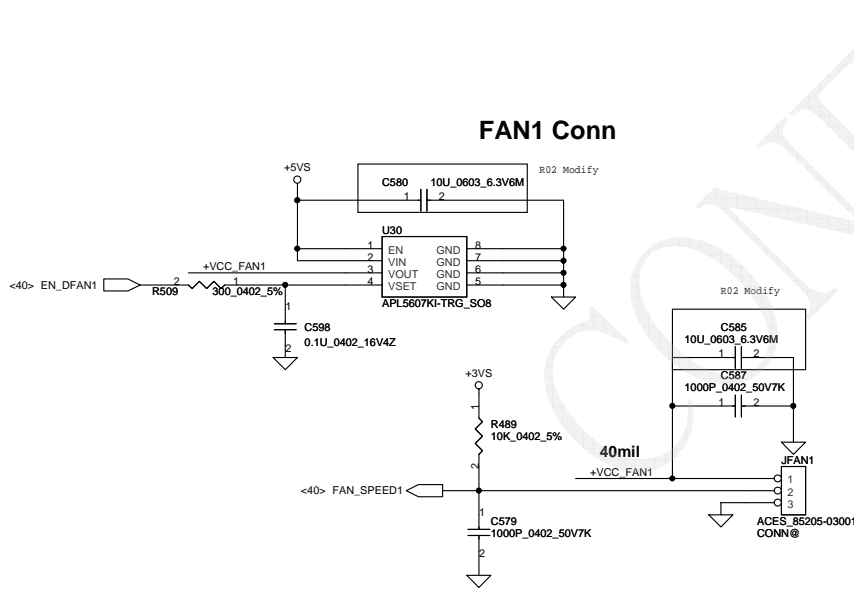 FAN1 Conn
+5VS
R02 Modify
C580 10U_0603_6.3V6M
1 2
U30
1 EN GND 8
2 VIN GND 7
+VCC_FAN1
3 VOUT GND 6
<40> EN_DFAN1
2 1
4 VSET GND 5
R509 300_0402_5%
APL5607KI-TRG_SO8
R02 Modify
1
C598
0.1U_0402_16V4Z
2
C585
10U_0603_6.3V6M
1 2
C587
1000P_0402_50V7K
1 2
+3VS
1
R489
10K_0402_5%
2
40mil
+VCC_FAN1
JFAN1
1
2
3
<40> FAN_SPEED1
ACES_85205-03001
CONN@
1
C579
1000P_0402_50V7K
2